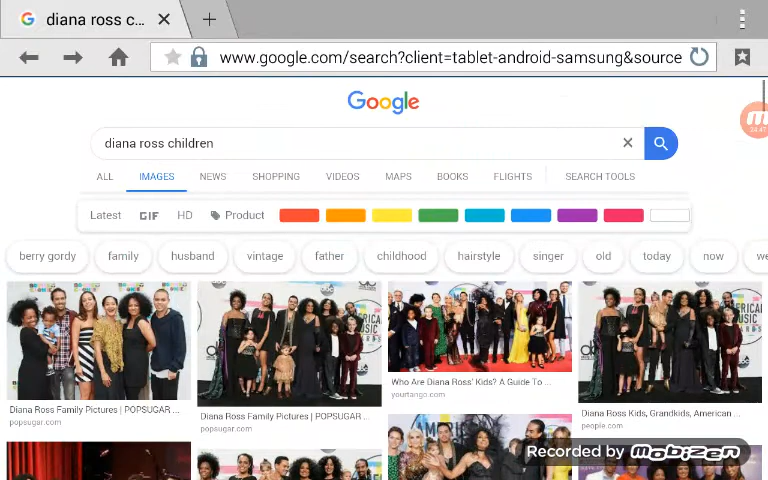 diana ross c...
www.google.com/search?client=tablet-android-samsung&source
Google
24:47
diana ross children
ALL IMAGES NEWS SHOPPING VIDEOS MAPS BOOKS FLIGHTS SEARCH TOOLS
Latest GIF HD Product
berry gordy family husband vintage father childhood hairstyle singer old today now we
Diana Ross Family Pictures | POPSUGAR ...
popsugar.com
Diana Ross Family Pictures | POPSUGAR ...
popsugar.com
Who Are Diana Ross' Kids? A Guide To ...
yourtango.com
Diana Ross Kids, Grandkids, American ...
people.com
Recorded by mobizen